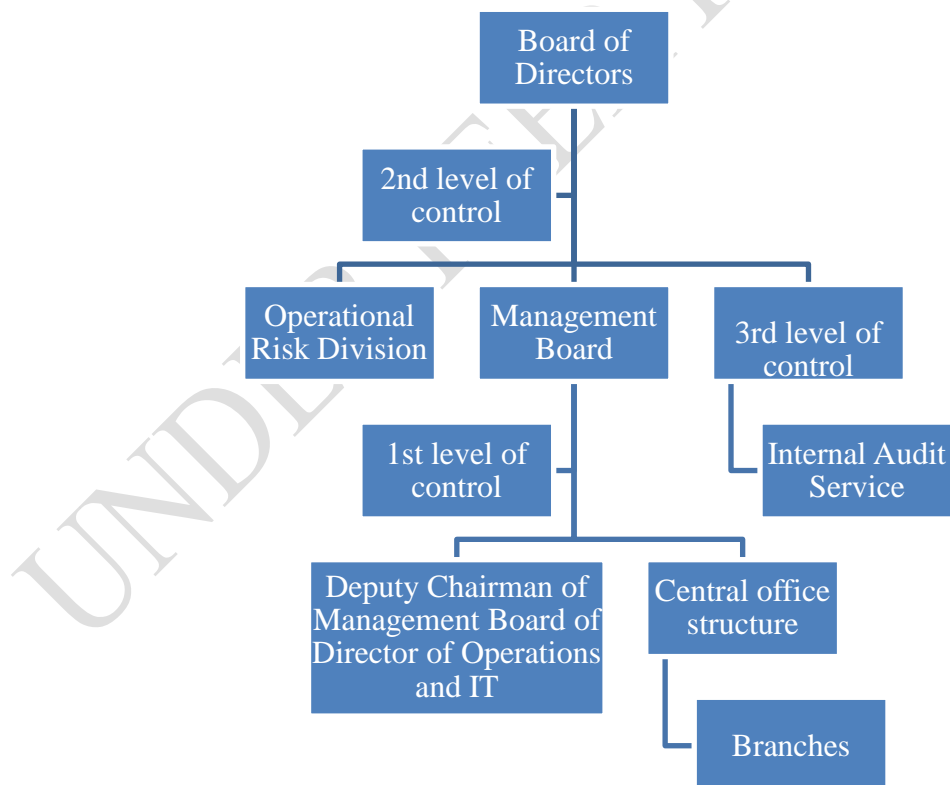 Board of
Directors
2nd level of
control
Operational
Risk Division
Management
Board
3rd level of
control
1st level of
control
Internal Audit
Service
Deputy Chairman of
Management Board of
Director of Operations
and IT
Central office
structure
Branches